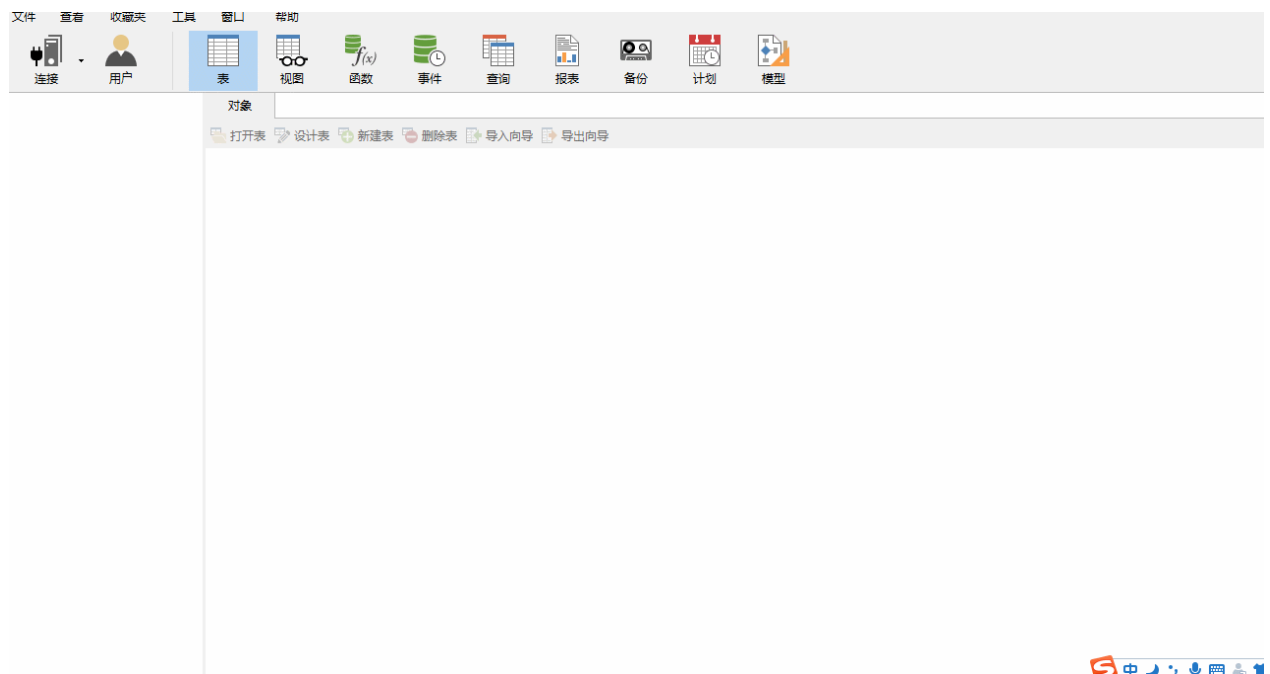 文件 查看 收藏夹 工具 窗口 帮助
连接 用户 表 视图 f(x) 函数 事件 查询 报表 备份 计划 模型
对象
打开表 设计表 新建表 删除表 导入向导 导出向导
中